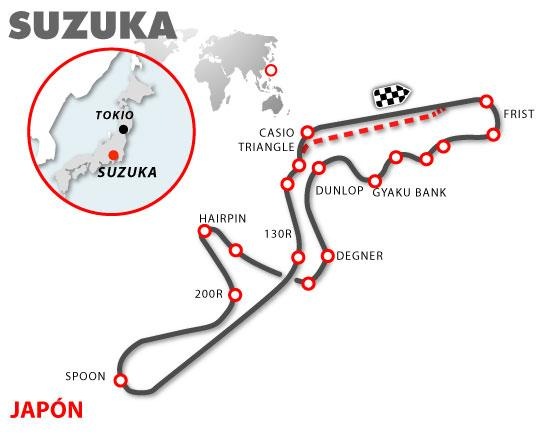 SUZUKA
TOKIO
SUZUKA
CASIO
TRIANGLE
FRIST
DUNLOP
GYAKU BANK
HAIRPIN
130R
DEGNER
200R
SPOON
JAPÓN